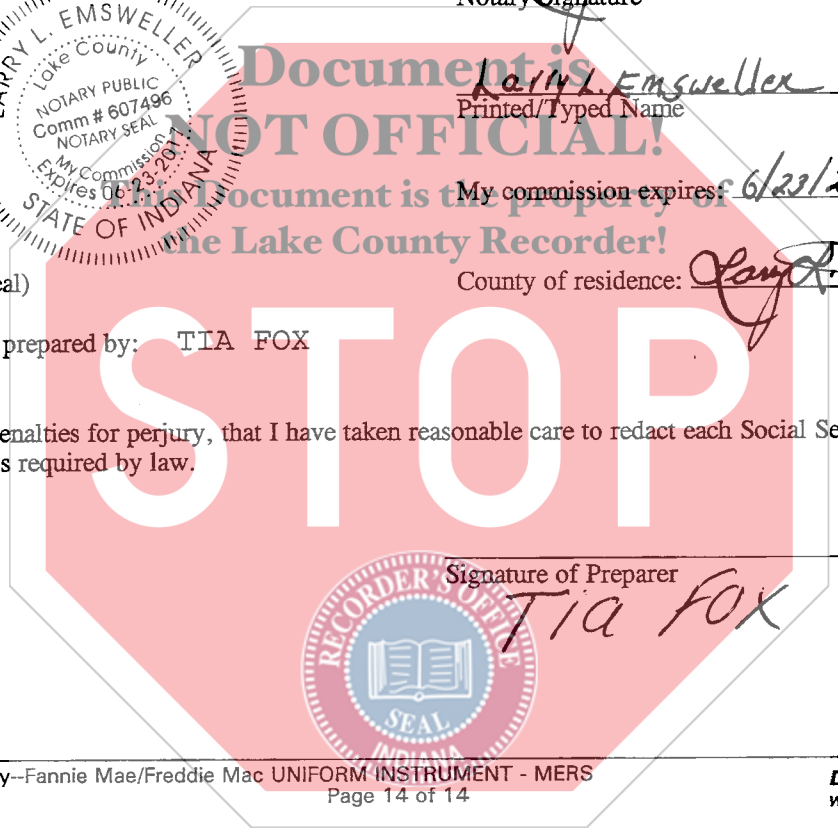 Notary Signature
LARRY L. EMSWELLER
Lake County
NOTARY PUBLIC
Comm # 607496
NOTARY SEAL
My Commission
Expires 06-23-2017
STATE OF INDIANA
Document is
Larry L. Emsweller
Printed/Typed Name
NOT OFFICIAL!
This Document is the property of
My commission expires: 6/23/2
the Lake County Recorder!
eal)
County of residence:
prepared by: TIA FOX
STOP
enalties for perjury, that I have taken reasonable care to redact each Social Se
s required by law.
Signature of Preparer
TIA FOX
RECORDER'S OFFICE
SEAL
INDIANA
y--Fannie Mae/Freddie Mac UNIFORM INSTRUMENT - MERS
Page 14 of 14